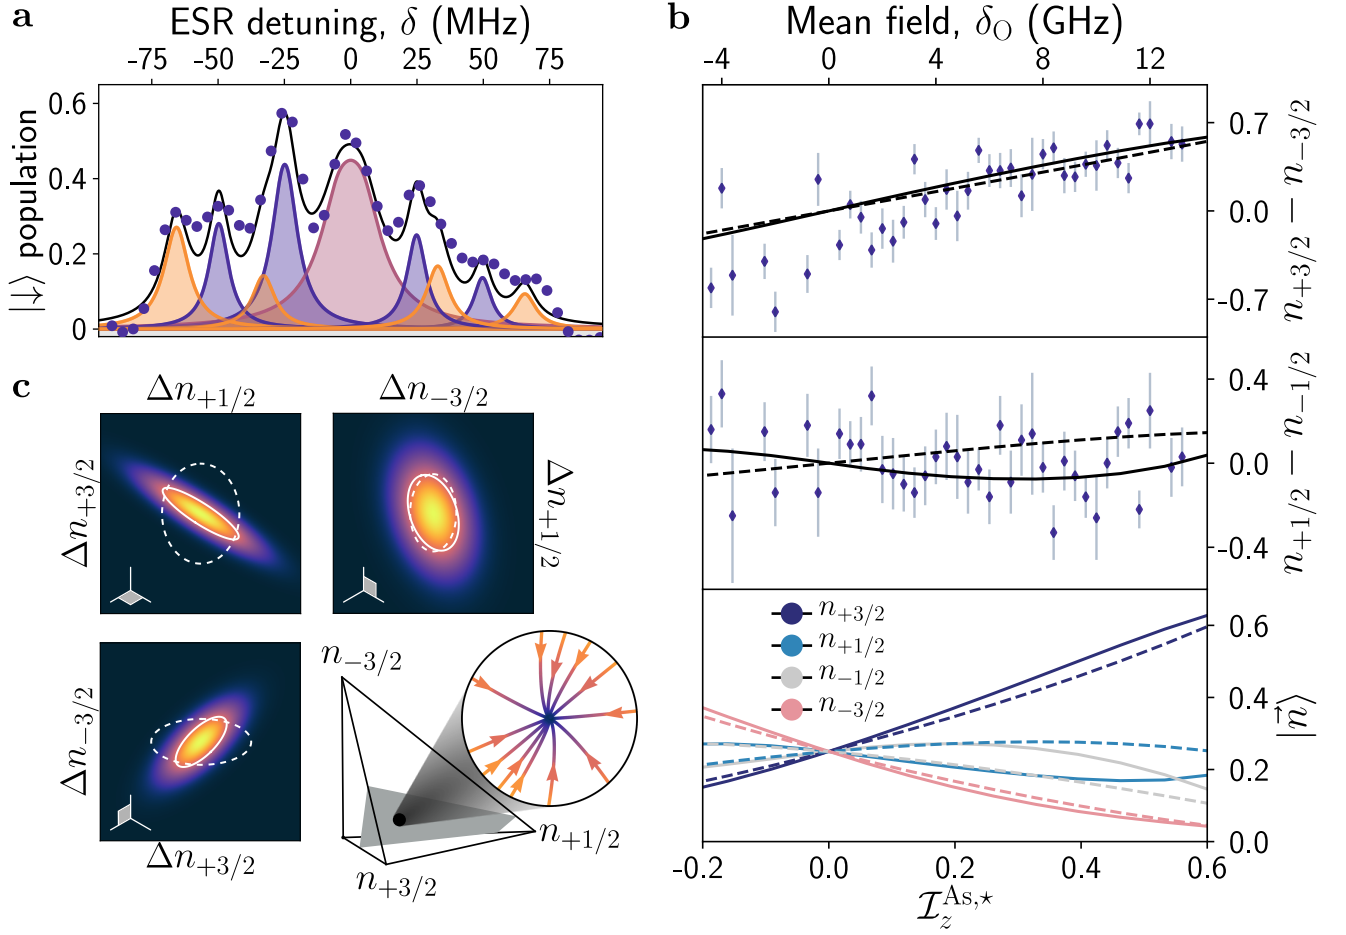 a
ESR detuning, δ (MHz)
-75 -50 -25 0 25 50 75
|↓⟩ population
0.6
0.4
0.2
0
b
Mean field, δ_O (GHz)
-4 0 4 8 12
0.7
0.0
-0.7
n_{+3/2} − n_{−3/2}
0.4
0.0
-0.4
n_{+1/2} − n_{−1/2}
n_{+3/2}
n_{+1/2}
n_{−1/2}
n_{−3/2}
0.6
0.4
0.2
0.0
|n⃗⟩
-0.2 0.0 0.2 0.4 0.6
ℐ_z^{As,⋆}
c
Δn_{+1/2}
Δn_{+3/2}
Δn_{−3/2}
Δn_{+1/2}
Δn_{−3/2}
Δn_{+3/2}
n_{−3/2}
n_{+1/2}
n_{+3/2}